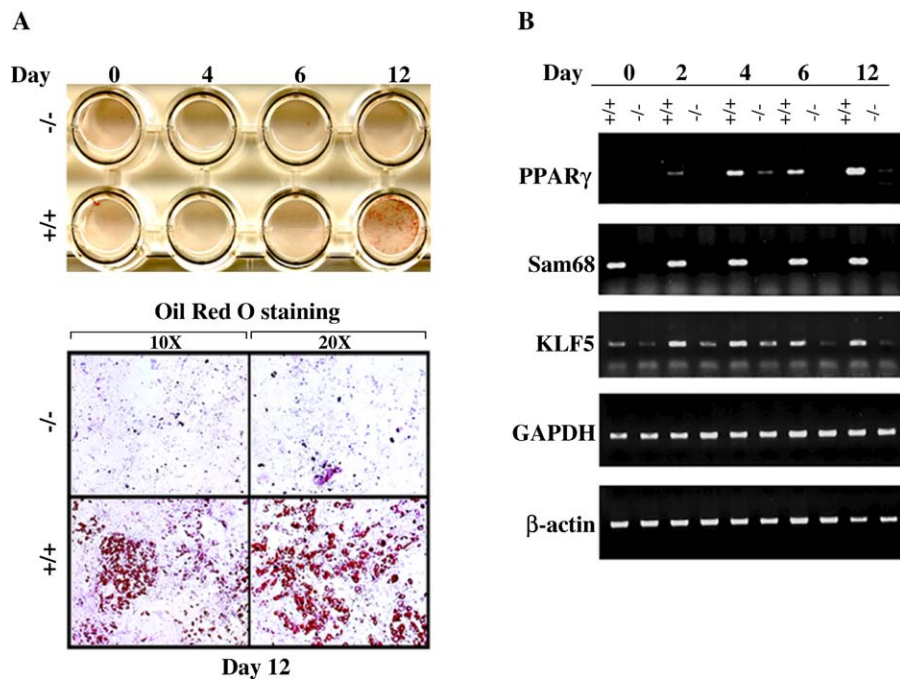 A
Day 0 4 6 12
-/-
+/+
Oil Red O staining
10X 20X
-/-
+/+
Day 12
B
Day 0 2 4 6 12
+/+ -/- +/+ -/- +/+ -/- +/+ -/- +/+ -/-
PPARγ
Sam68
KLF5
GAPDH
β-actin